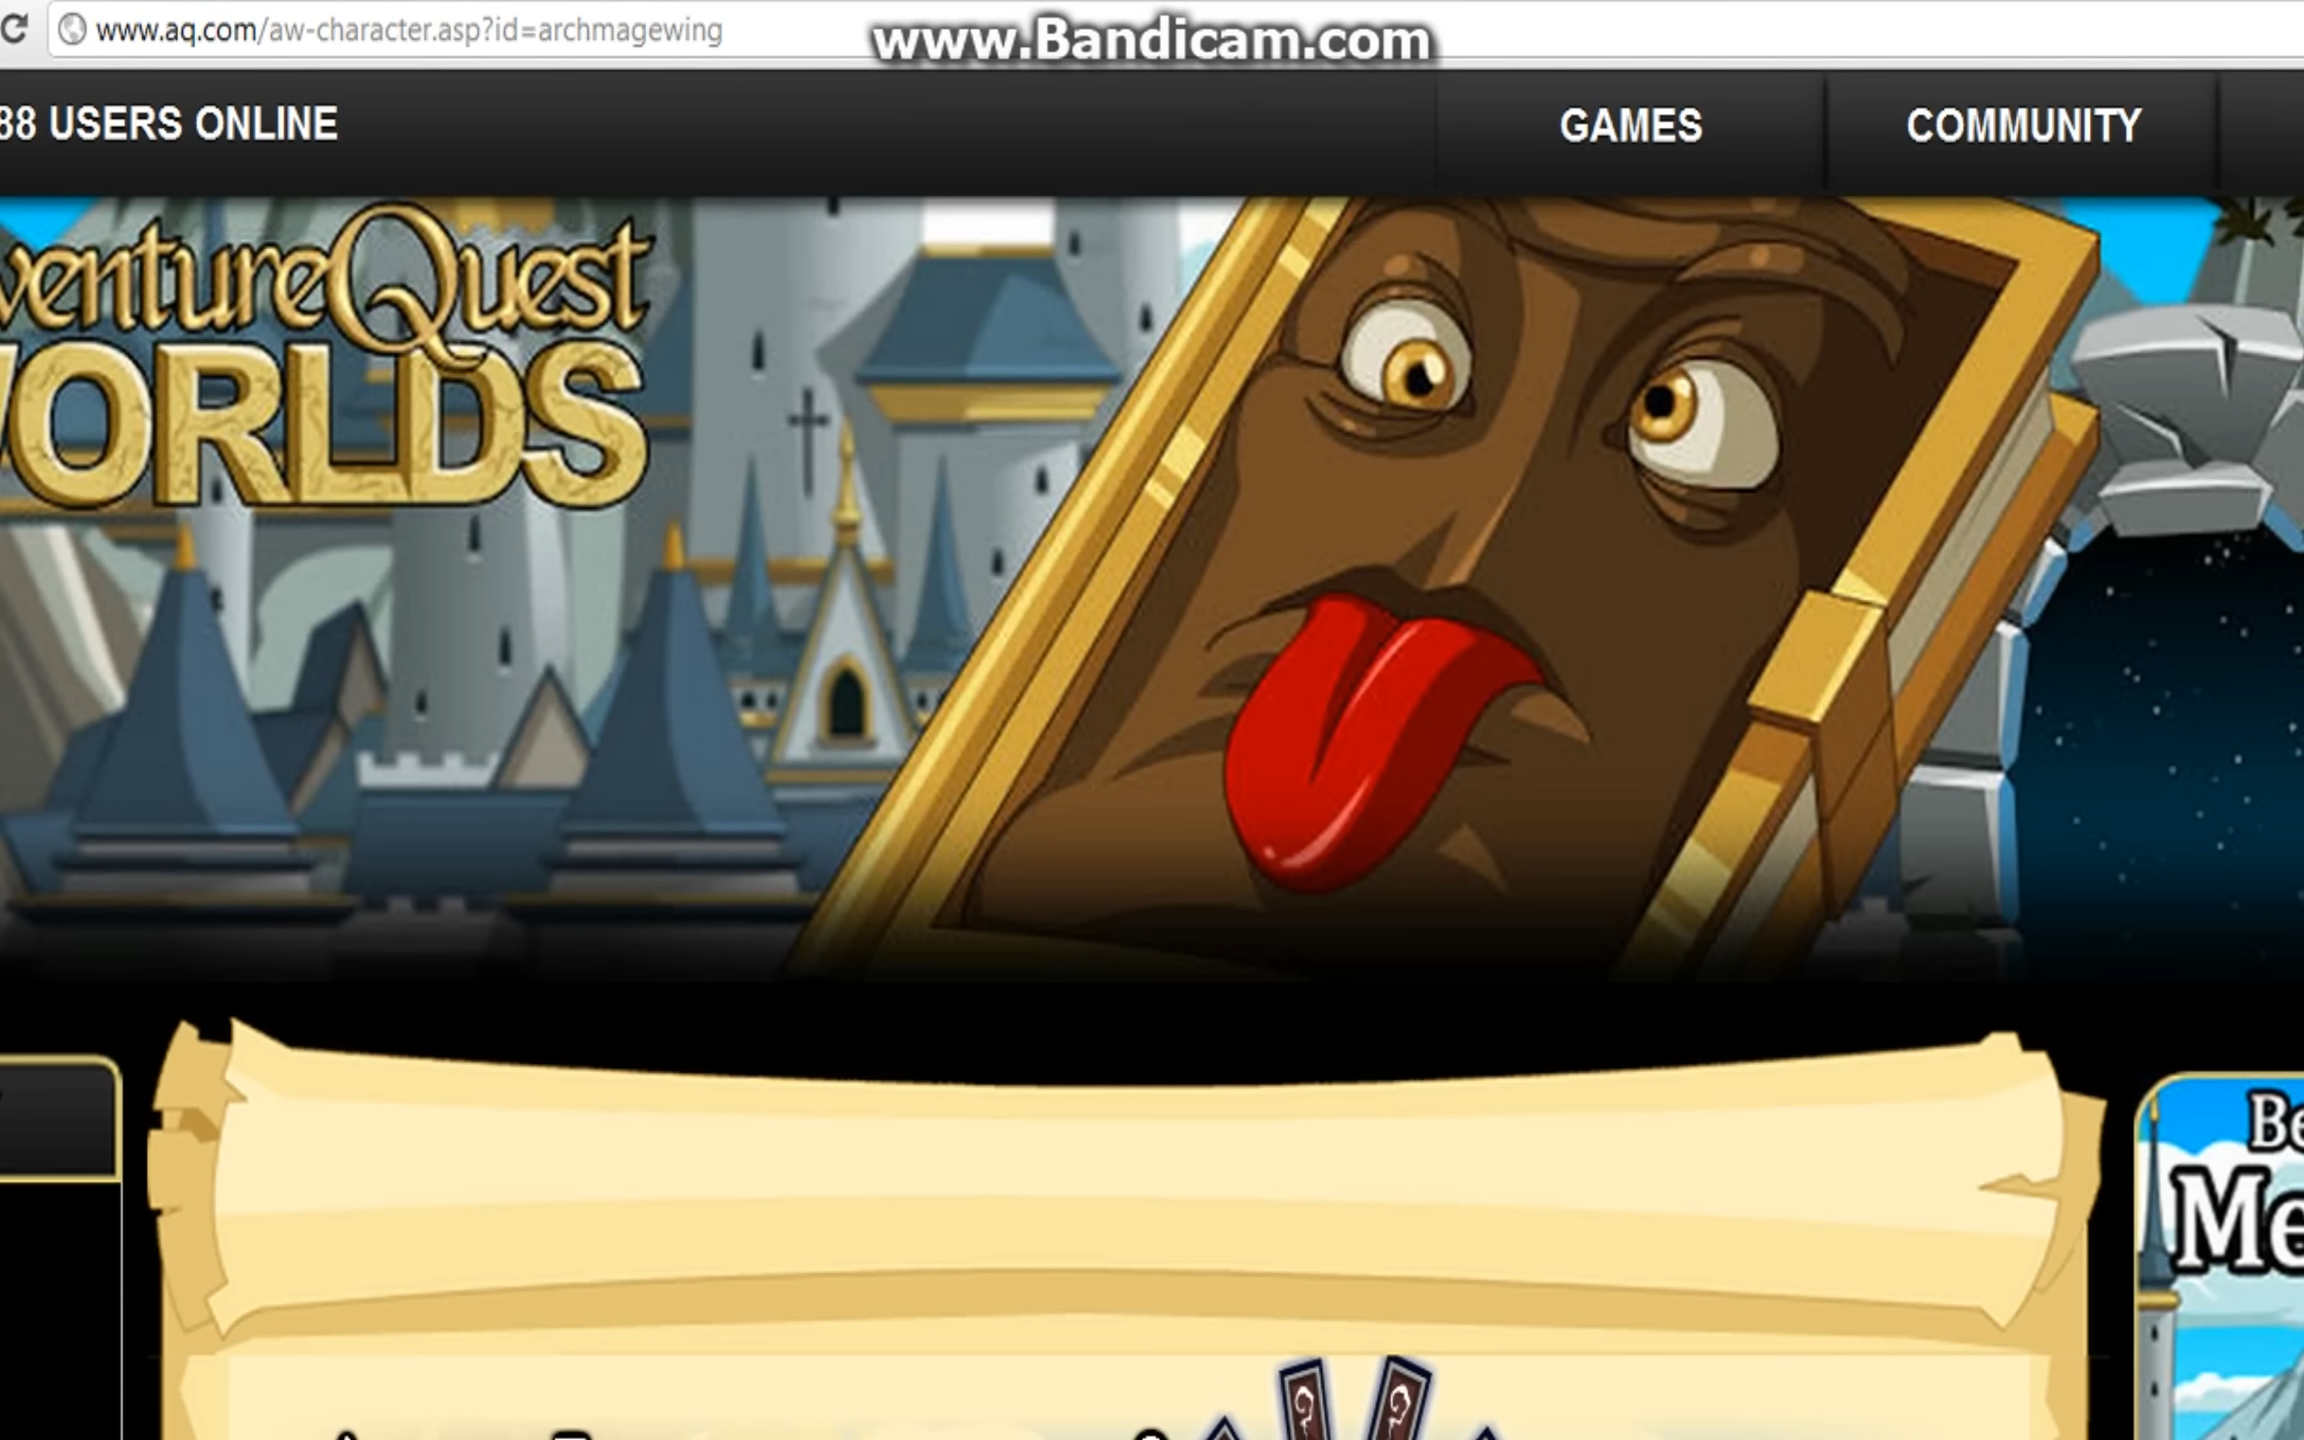 www.aq.com/aw-character.asp?id=archmagewing
www.Bandicam.com
88 USERS ONLINE
GAMES
COMMUNITY
ventureQuest
WORLDS
Be
Me